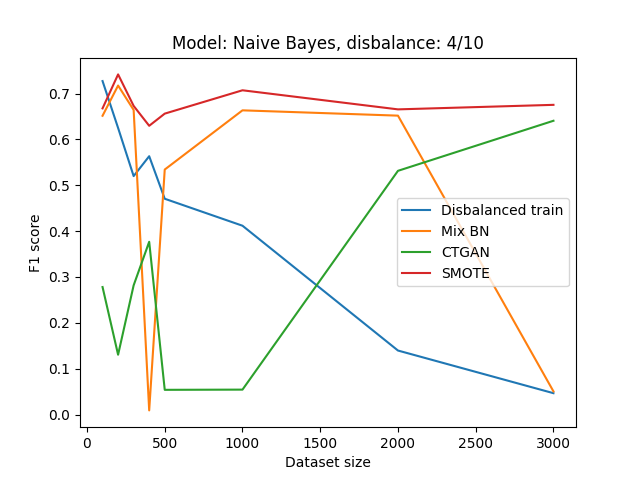 Model: Naive Bayes, disbalance: 4/10
F1 score
0.7
0.6
0.5
0.4
0.3
0.2
0.1
0.0
Disbalanced train
Mix BN
CTGAN
SMOTE
0
500
1000
1500
2000
2500
3000
Dataset size